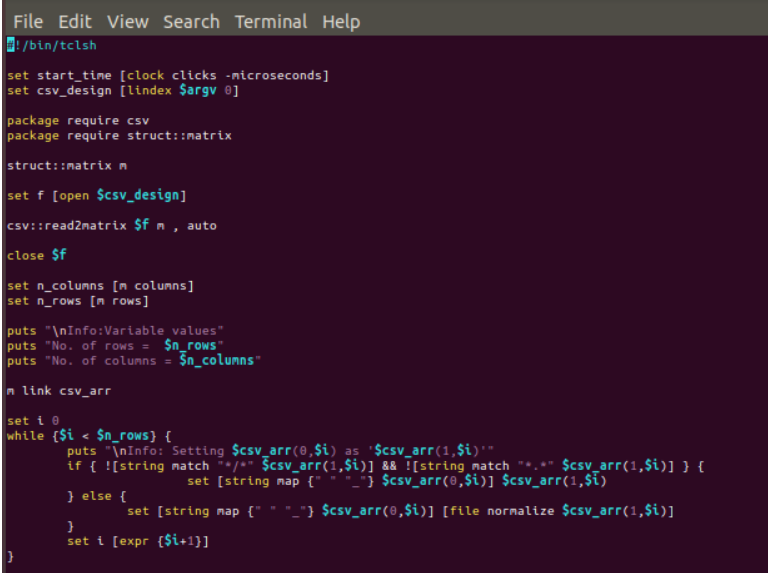 File Edit View Search Terminal Help
#!/bin/tclsh
set start_time [clock clicks -microseconds]
set csv_design [lindex $argv 0]
package require csv
package require struct::matrix
struct::matrix m
set f [open $csv_design]
csv::read2matrix $f m , auto
close $f
set n_columns [m columns]
set n_rows [m rows]
puts "\nInfo:Variable values"
puts "No. of rows =  $n_rows"
puts "No. of columns = $n_columns"
m link csv_arr
set i 0
while {$i < $n_rows} {
        puts "\nInfo: Setting $csv_arr(0,$i) as '$csv_arr(1,$i)'"
        if { ![string match "*/*" $csv_arr(1,$i)] && ![string match "*.*" $csv_arr(1,$i)] } {
                        set [string map {" " "_"} $csv_arr(0,$i)] $csv_arr(1,$i)
        } else {
                set [string map {" " "_"} $csv_arr(0,$i)] [file normalize $csv_arr(1,$i)]
        }
        set i [expr {$i+1}]
}